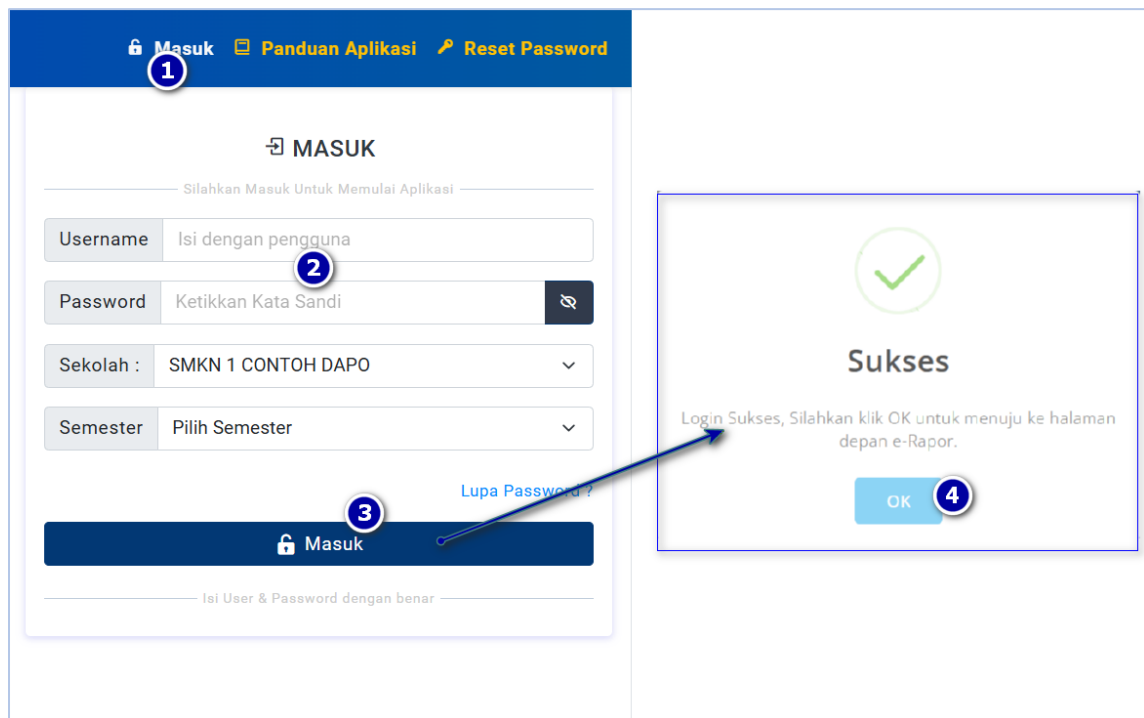 Masuk Panduan Aplikasi Reset Password
1
MASUK
Silahkan Masuk Untuk Memulai Aplikasi
Username Isi dengan pengguna
2
Password Ketikkan Kata Sandi
Sekolah : SMKN 1 CONTOH DAPO
Semester Pilih Semester
Lupa Password ?
3
Masuk
Isi User & Password dengan benar
Sukses
Login Sukses, Silahkan klik OK untuk menuju ke halaman
depan e-Rapor.
OK 4